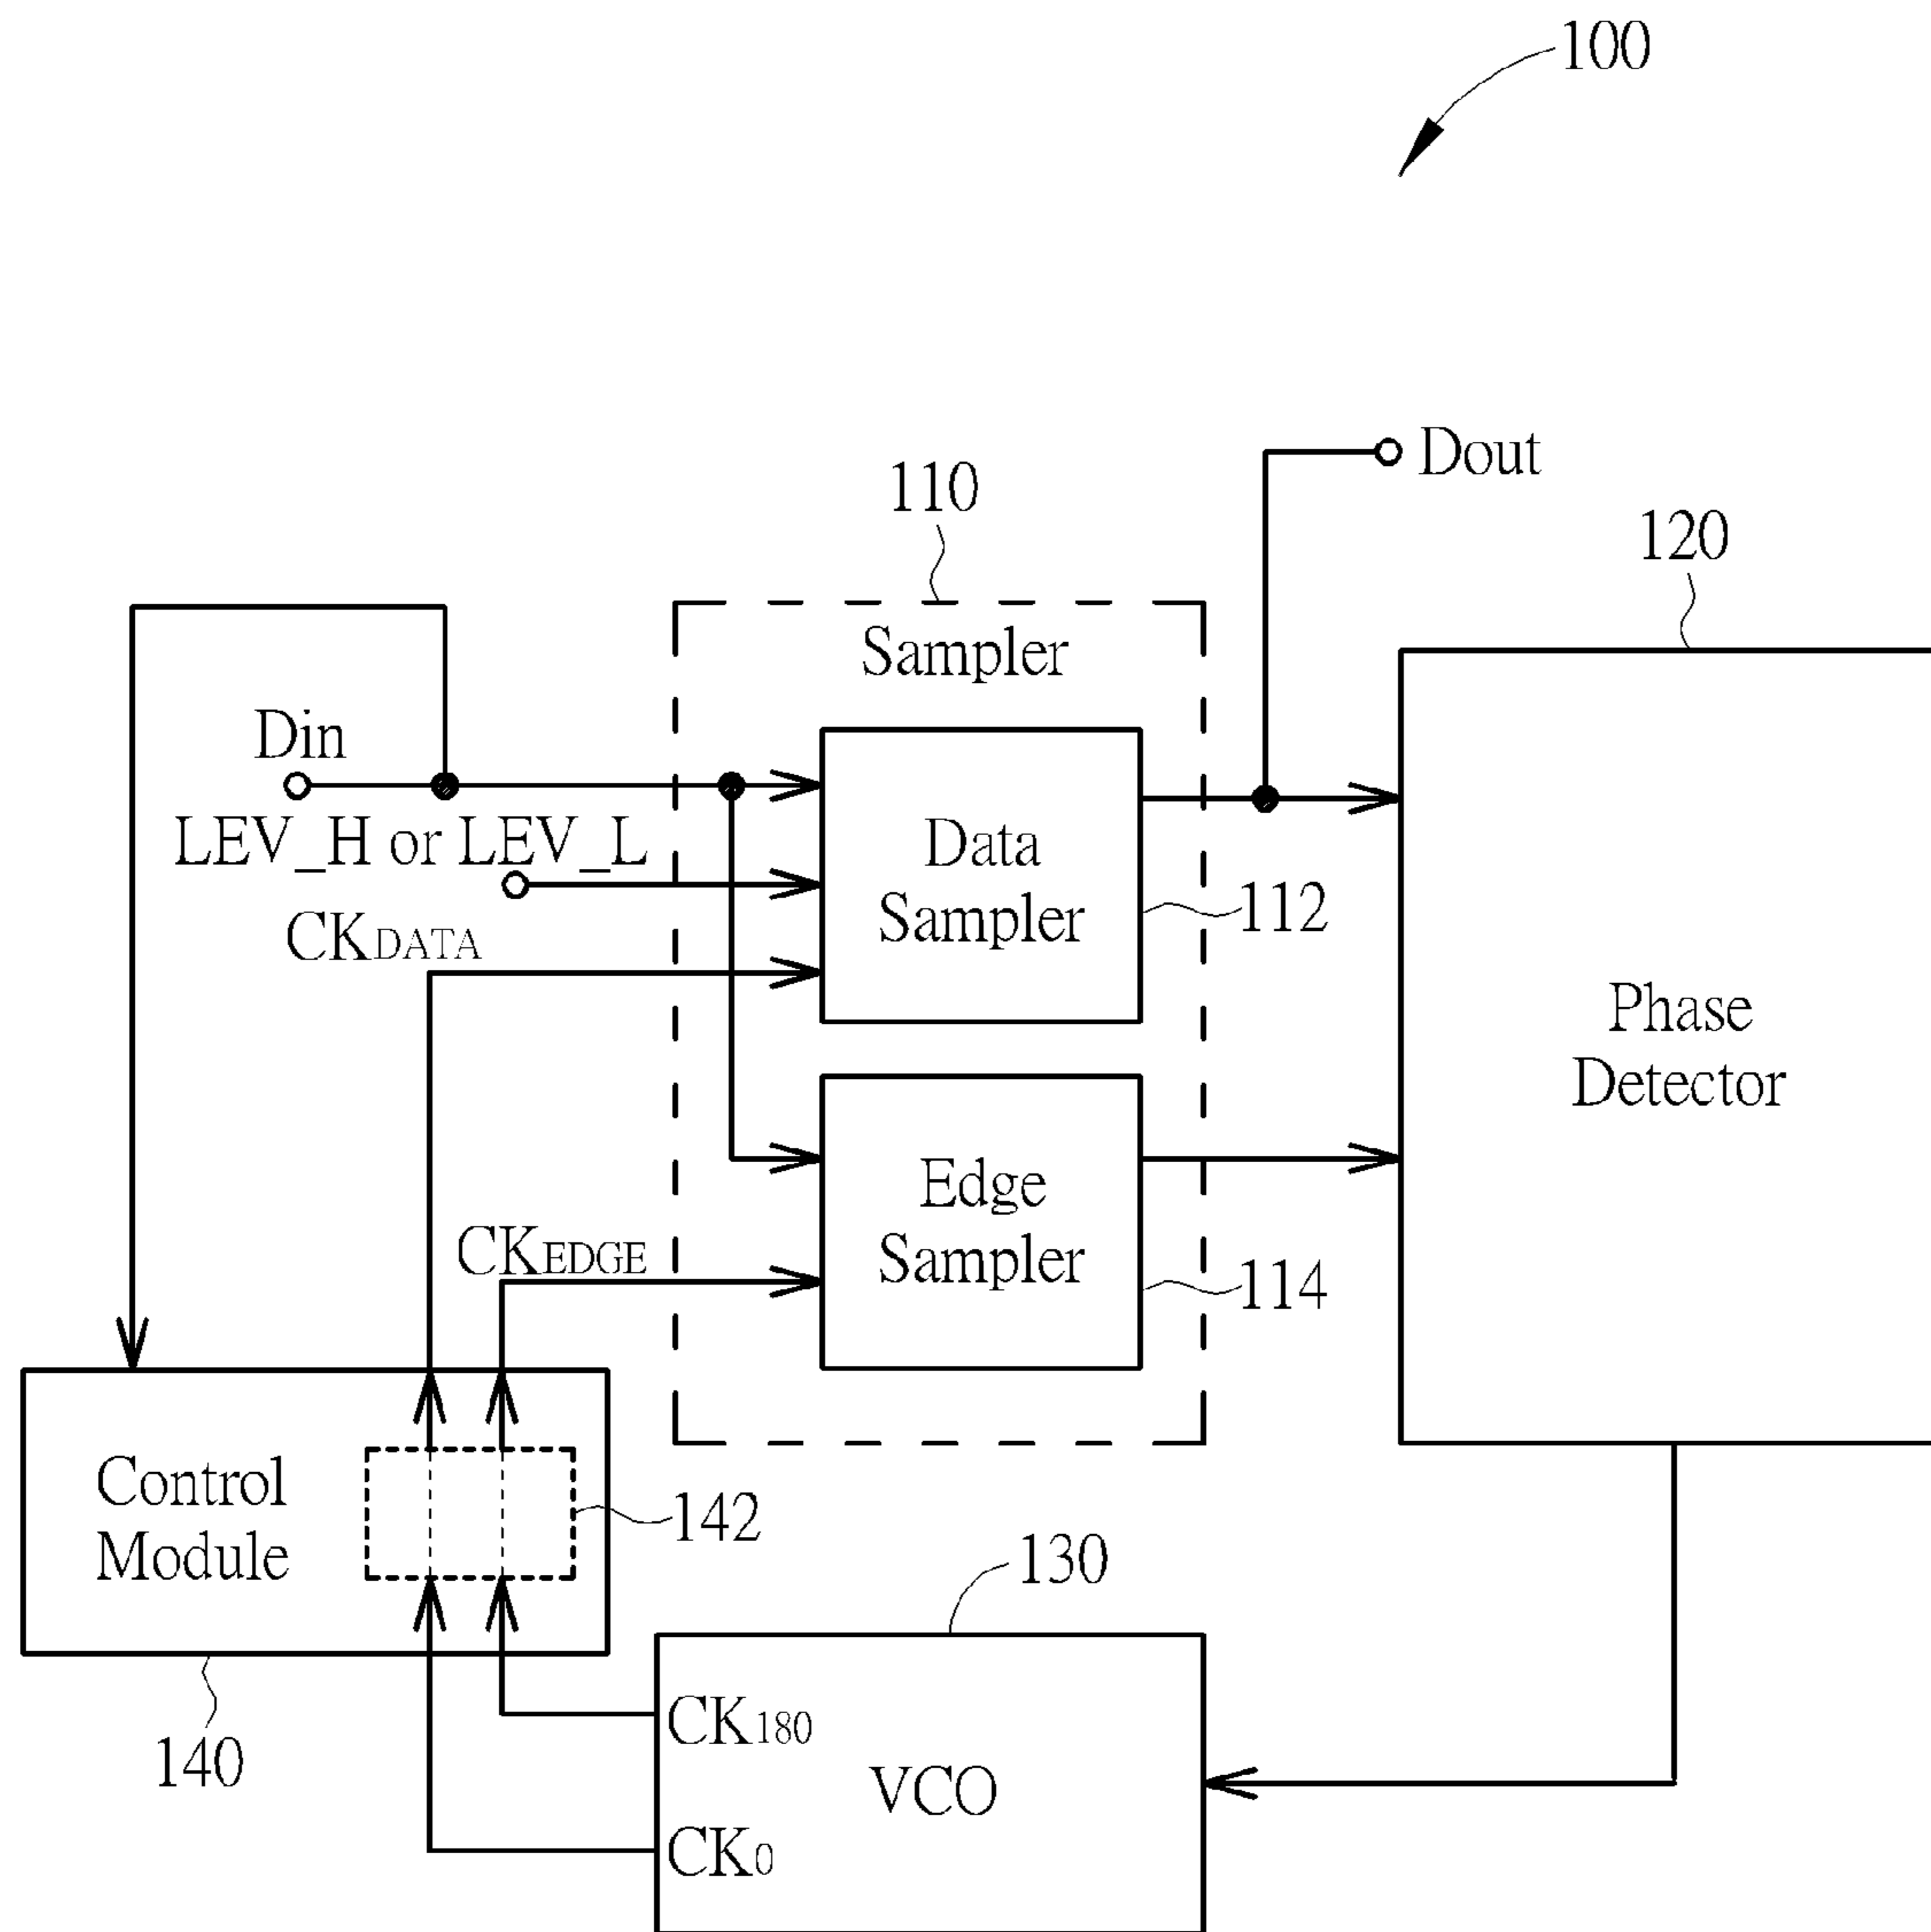 100
Dout
110
120
Sampler
Din
LEV_H or LEV_L
Data
Sampler
112
CKDATA
Phase
Detector
Edge
Sampler
CKEDGE
114
Control
Module
142
130
CK180
140
VCO
CK0